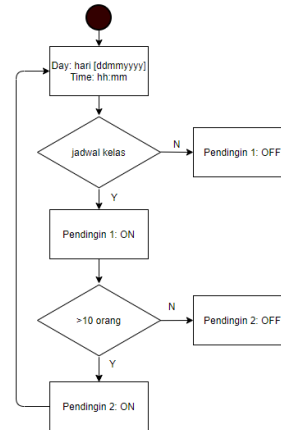 Day: hari [ddmmyyyy]
Time: hh:mm
jadwal kelas
N
Pendingin 1: OFF
Y
Pendingin 1: ON
>10 orang
N
Pendingin 2: OFF
Y
Pendingin 2: ON